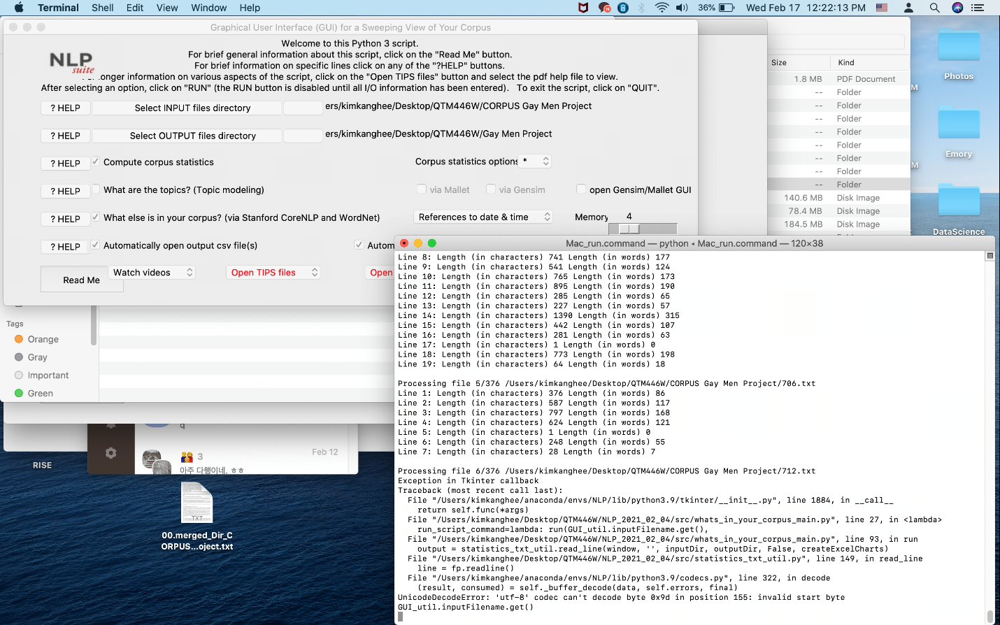 Terminal Shell Edit View Window Help 36% Wed Feb 17 12:22:13 PM
Graphical User Interface (GUI) for a Sweeping View of Your Corpus
NLP
suite
Welcome to this Python 3 script.
For brief general information about this script, click on the "Read Me" button.
For brief information on specific lines click on any of the "?HELP" buttons.
longer information on various aspects of the script, click on the "Open TIPS files" button and select the pdf help file to view.
After selecting an option, click on "RUN" (the RUN button is disabled until all I/O information has been entered). To exit the script, click on "QUIT".
? HELP Select INPUT files directory ers/kimkanghee/Desktop/QTM446W/CORPUS Gay Men Project
? HELP Select OUTPUT files directory ers/kimkanghee/Desktop/QTM446W/Gay Men Project
? HELP Compute corpus statistics Corpus statistics options *
? HELP What are the topics? (Topic modeling) via Mallet via Gensim open Gensim/Mallet GUI
? HELP What else is in your corpus? (via Stanford CoreNLP and WordNet) References to date & time Memory 4
? HELP Automatically open output csv file(s) Autom
Read Me Watch videos Open TIPS files Open
Size Kind
1.8 MB PDF Document
-- Folder
-- Folder
-- Folder
-- Folder
-- Folder
-- Folder
-- Folder
-- Folder
140.6 MB Disk Image
78.4 MB Disk Image
184.5 MB Disk Image
Photos
M
Emory
M
DataScience
Tags
Orange
Gray
Important
Green
q
3 Feb 12
아주 다행이네. ㅎㅎ
RISE
TXT
00.merged_Dir_C
ORPUS...oject.txt
Mac_run.command — python ◂ Mac_run.command — 120×38
Line 8: Length (in characters) 741 Length (in words) 177
Line 9: Length (in characters) 541 Length (in words) 124
Line 10: Length (in characters) 765 Length (in words) 173
Line 11: Length (in characters) 895 Length (in words) 190
Line 12: Length (in characters) 285 Length (in words) 65
Line 13: Length (in characters) 227 Length (in words) 57
Line 14: Length (in characters) 1390 Length (in words) 315
Line 15: Length (in characters) 442 Length (in words) 107
Line 16: Length (in characters) 281 Length (in words) 63
Line 17: Length (in characters) 1 Length (in words) 0
Line 18: Length (in characters) 773 Length (in words) 198
Line 19: Length (in characters) 64 Length (in words) 18
Processing file 5/376 /Users/kimkanghee/Desktop/QTM446W/CORPUS Gay Men Project/706.txt
Line 1: Length (in characters) 376 Length (in words) 86
Line 2: Length (in characters) 587 Length (in words) 117
Line 3: Length (in characters) 797 Length (in words) 168
Line 4: Length (in characters) 624 Length (in words) 121
Line 5: Length (in characters) 1 Length (in words) 0
Line 6: Length (in characters) 248 Length (in words) 55
Line 7: Length (in characters) 28 Length (in words) 7
Processing file 6/376 /Users/kimkanghee/Desktop/QTM446W/CORPUS Gay Men Project/712.txt
Exception in Tkinter callback
Traceback (most recent call last):
File "/Users/kimkanghee/anaconda/envs/NLP/lib/python3.9/tkinter/__init__.py", line 1884, in __call__
return self.func(*args)
File "/Users/kimkanghee/Desktop/QTM446W/NLP_2021_02_04/src/whats_in_your_corpus_main.py", line 27, in <lambda>
run_script_command=lambda: run(GUI_util.inputFilename.get(),
File "/Users/kimkanghee/Desktop/QTM446W/NLP_2021_02_04/src/whats_in_your_corpus_main.py", line 93, in run
output = statistics_txt_util.read_line(window, '', inputDir, outputDir, False, createExcelCharts)
File "/Users/kimkanghee/Desktop/QTM446W/NLP_2021_02_04/src/statistics_txt_util.py", line 149, in read_line
line = fp.readline()
File "/Users/kimkanghee/anaconda/envs/NLP/lib/python3.9/codecs.py", line 322, in decode
(result, consumed) = self._buffer_decode(data, self.errors, final)
UnicodeDecodeError: 'utf-8' codec can't decode byte 0x9d in position 155: invalid start byte
GUI_util.inputFilename.get()